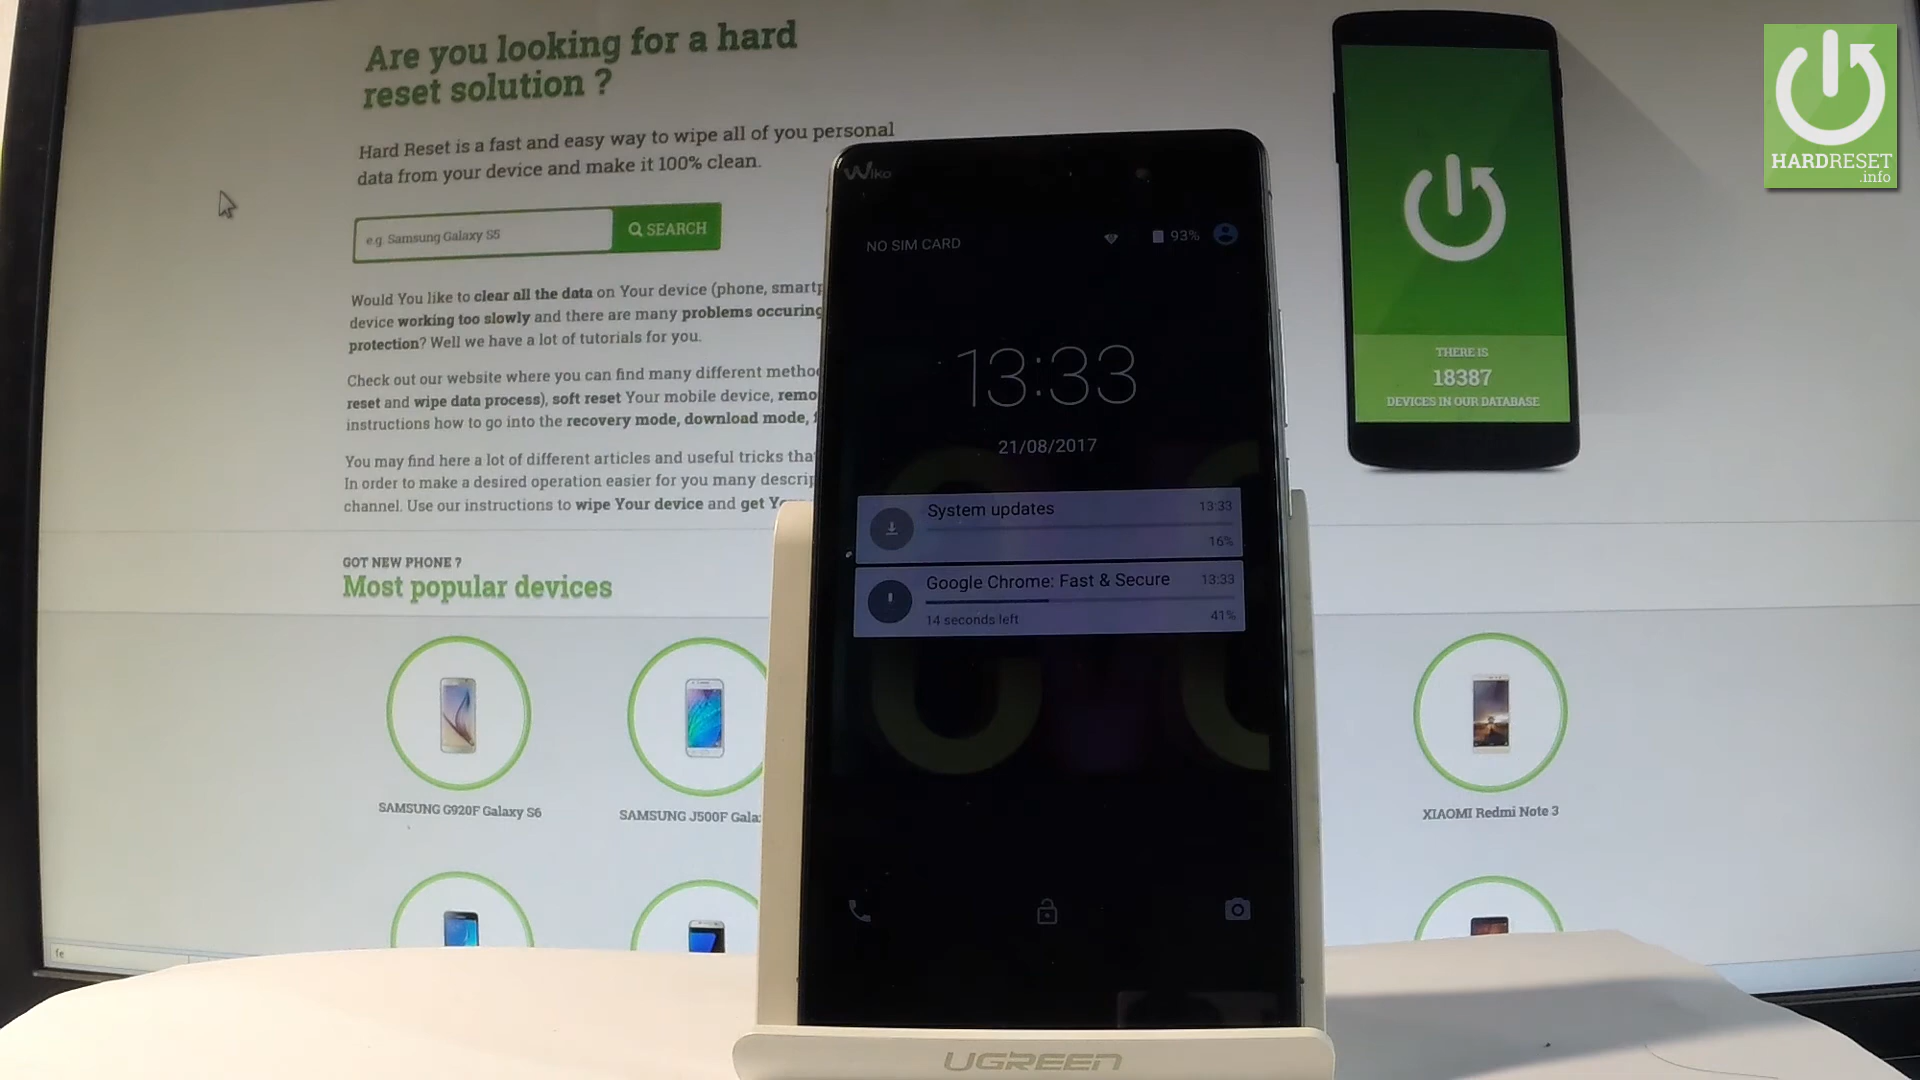 Are you looking for a hard
reset solution ?
Hard Reset is a fast and easy way to wipe all of you personal
data from your device and make it 100% clean.
e.g. Samsung Galaxy S5
SEARCH
Would You like to clear all the data on Your device (phone, smartp
device working too slowly and there are many problems occuring
protection? Well we have a lot of tutorials for you.
Check out our website where you can find many different metho
reset and wipe data process), soft reset Your mobile device, remo
instructions how to go into the recovery mode, download mode,
You may find here a lot of different articles and useful tricks tha
In order to make a desired operation easier for you many descrip
channel. Use our instructions to wipe Your device and get Yo
GOT NEW PHONE ?
Most popular devices
SAMSUNG G920F Galaxy S6
SAMSUNG J500F Gala
XIAOMI Redmi Note 3
fe
THERE IS
18387
DEVICES IN OUR DATABASE
HARDRESET
.info
Wiko
NO SIM CARD
93%
13:33
21/08/2017
System updates
13:33
16%
Google Chrome: Fast & Secure
13:33
14 seconds left
41%
UGREEN